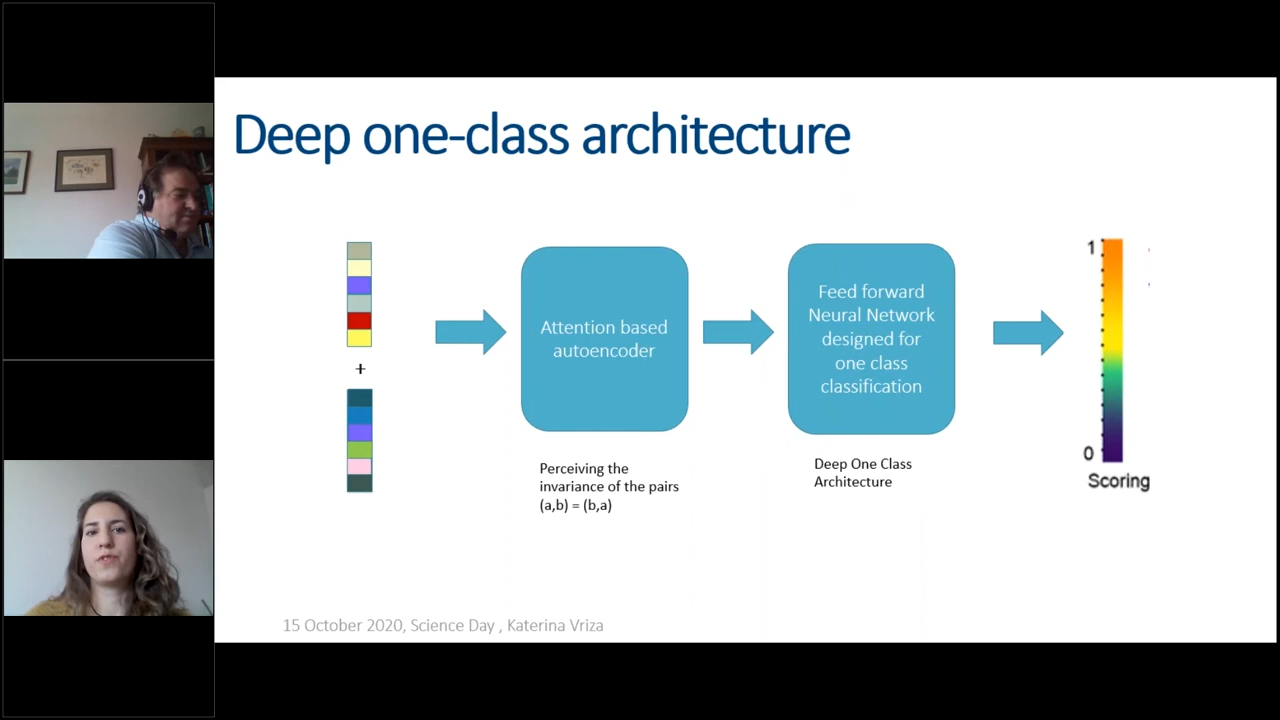 Deep one-class architecture
+
Attention based
autoencoder
Perceiving the
invariance of the pairs
(a,b) = (b,a)
Feed forward
Neural Network
designed for
one class
classification
Deep One Class
Architecture
1
0
Scoring
15 October 2020, Science Day , Katerina Vriza